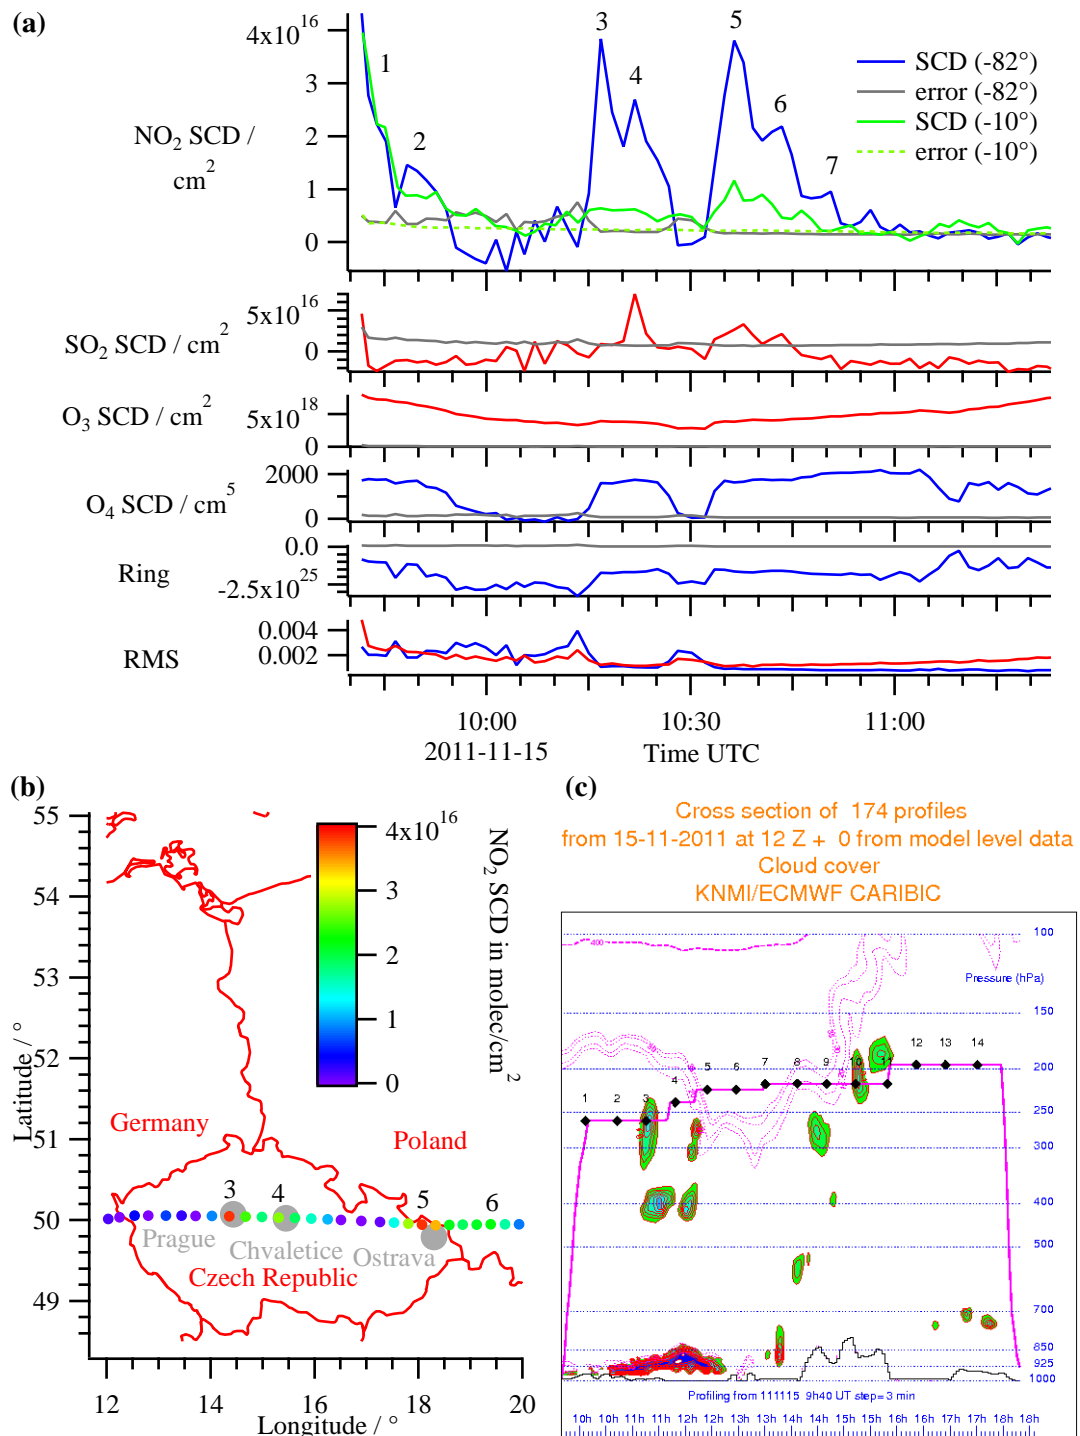 (a)
4x10^16
3
2
1
0
NO2 SCD /
cm^2
1
2
3
4
5
6
7
SCD (-82°)
error (-82°)
SCD (-10°)
error (-10°)
SO2 SCD / cm^2
5x10^16
0
O3 SCD / cm^2
5x10^18
0
O4 SCD / cm^5
2000
0
Ring
0.0
-2.5x10^25
RMS
0.004
0.002
10:00
10:30
11:00
2011-11-15
Time UTC
(b)
55
54
53
52
51
50
49
Latitude / °
4x10^16
3
2
1
0
NO2 SCD in molec/cm^2
Germany
Poland
3
4
5
6
Prague
Chvaletice
Ostrava
Czech Republic
12
14
16
18
20
Longitude / °
(c)
Cross section of 174 profiles
from 15-11-2011 at 12 Z + 0 from model level data
Cloud cover
KNMI/ECMWF CARIBIC
400
100
Pressure (hPa)
150
200
250
300
400
500
700
850
925
1000
1
2
3
4
5
6
7
8
9
10
11
12
13
14
Profiling from 111115 9h40 UT step= 3 min
10h 10h 11h 11h 12h 12h 13h 13h 14h 14h 15h 15h 16h 16h 17h 17h 18h 18h